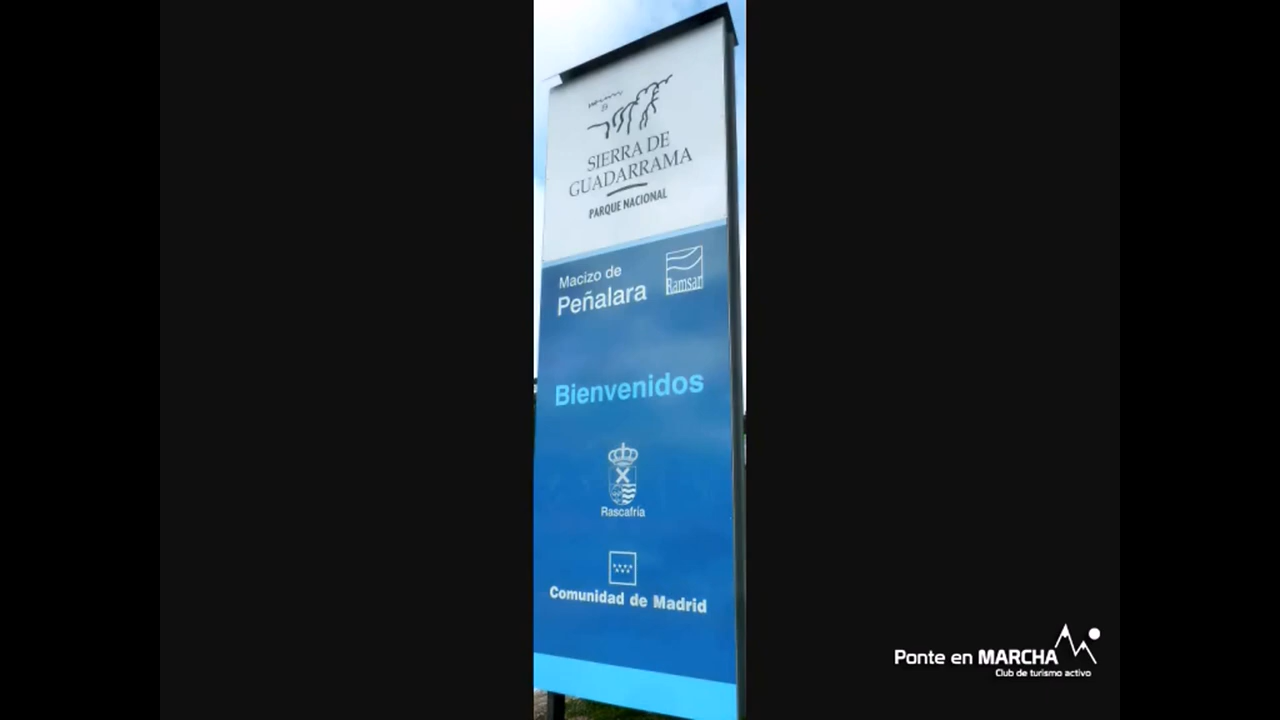 SIERRA DE
GUADARRAMA
PARQUE NACIONAL
Macizo de
Peñalara
Ramsar
Bienvenidos
Rascafría
Comunidad de Madrid
Ponte en MARCHA
Club de turismo activo